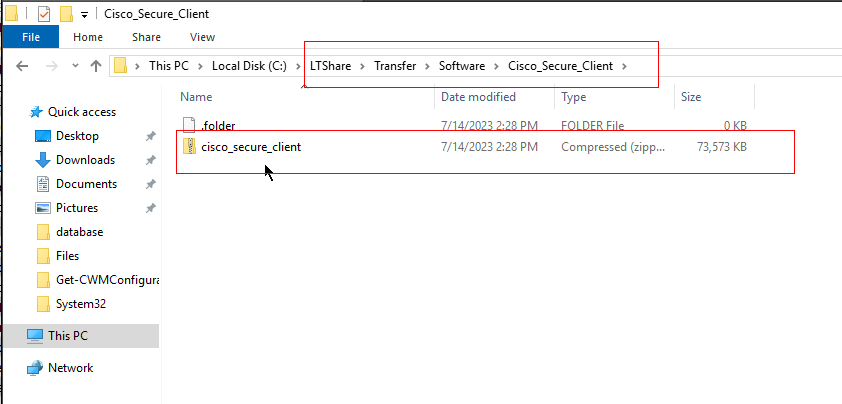 Cisco_Secure_Client
File Home Share View
This PC Local Disk (C:) LTShare Transfer Software Cisco_Secure_Client
Name Date modified Type Size
Quick access
Desktop
Downloads
Documents
Pictures
database
Files
Get-CWMConfigura
System32
This PC
Network
.folder 7/14/2023 2:28 PM FOLDER File 0 KB
cisco_secure_client 7/14/2023 2:28 PM Compressed (zipp... 73,573 KB